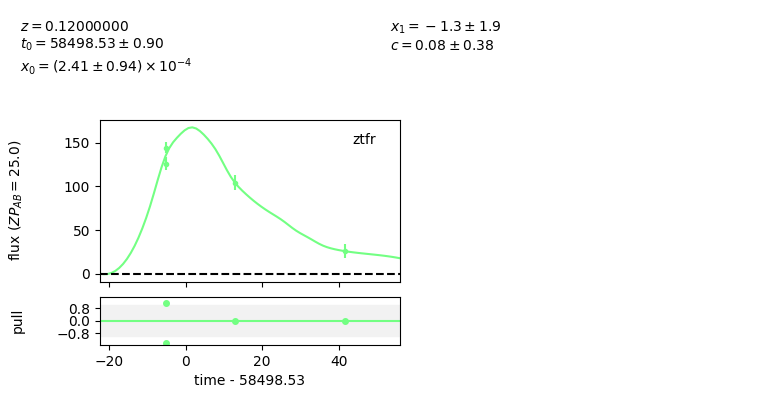 z = 0.12000000
t₀ = 58498.53 ± 0.90
x₀ = (2.41 ± 0.94) × 10⁻⁴
x₁ = −1.3 ± 1.9
c = 0.08 ± 0.38
ztfr
flux (ZP_AB = 25.0)
150
100
50
0
pull
0.8
0.0
−0.8
−20 0 20 40
time - 58498.53